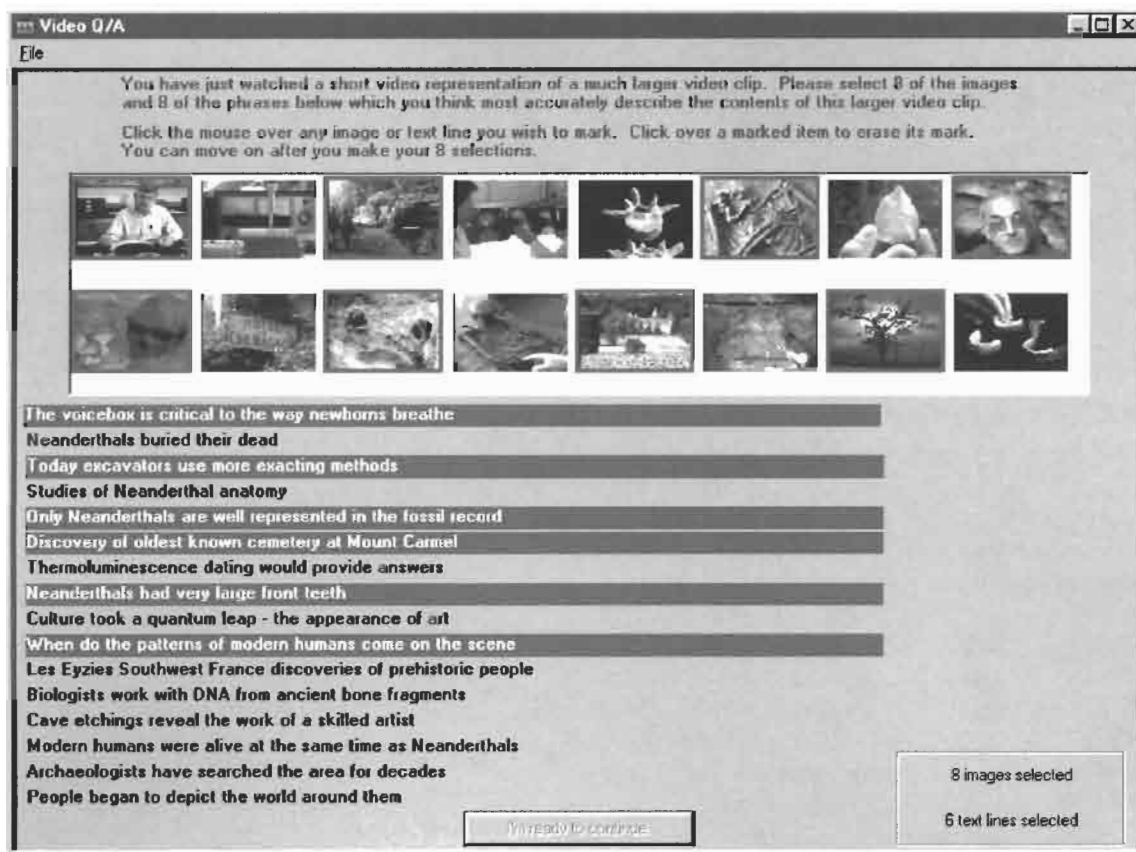 Video Q/A
File
You have just watched a short video representation of a much larger video clip. Please select 8 of the images
and 8 of the phrases below which you think most accurately describe the contents of this larger video clip.
Click the mouse over any image or text line you wish to mark. Click over a marked item to erase its mark.
You can move on after you make your 8 selections.
The voicebox is critical to the way newborns breathe
Neanderthals buried their dead
Today excavators use more exacting methods
Studies of Neanderthal anatomy
Only Neanderthals are well represented in the fossil record
Discovery of oldest known cemetery at Mount Carmel
Thermoluminescence dating would provide answers
Neanderthals had very large front teeth
Culture took a quantum leap - the appearance of art
When do the patterns of modern humans come on the scene
Les Eyzies Southwest France discoveries of prehistoric people
Biologists work with DNA from ancient bone fragments
Cave etchings reveal the work of a skilled artist
Modern humans were alive at the same time as Neanderthals
Archaeologists have searched the area for decades
People began to depict the world around them
8 images selected
6 text lines selected
I'm ready to continue